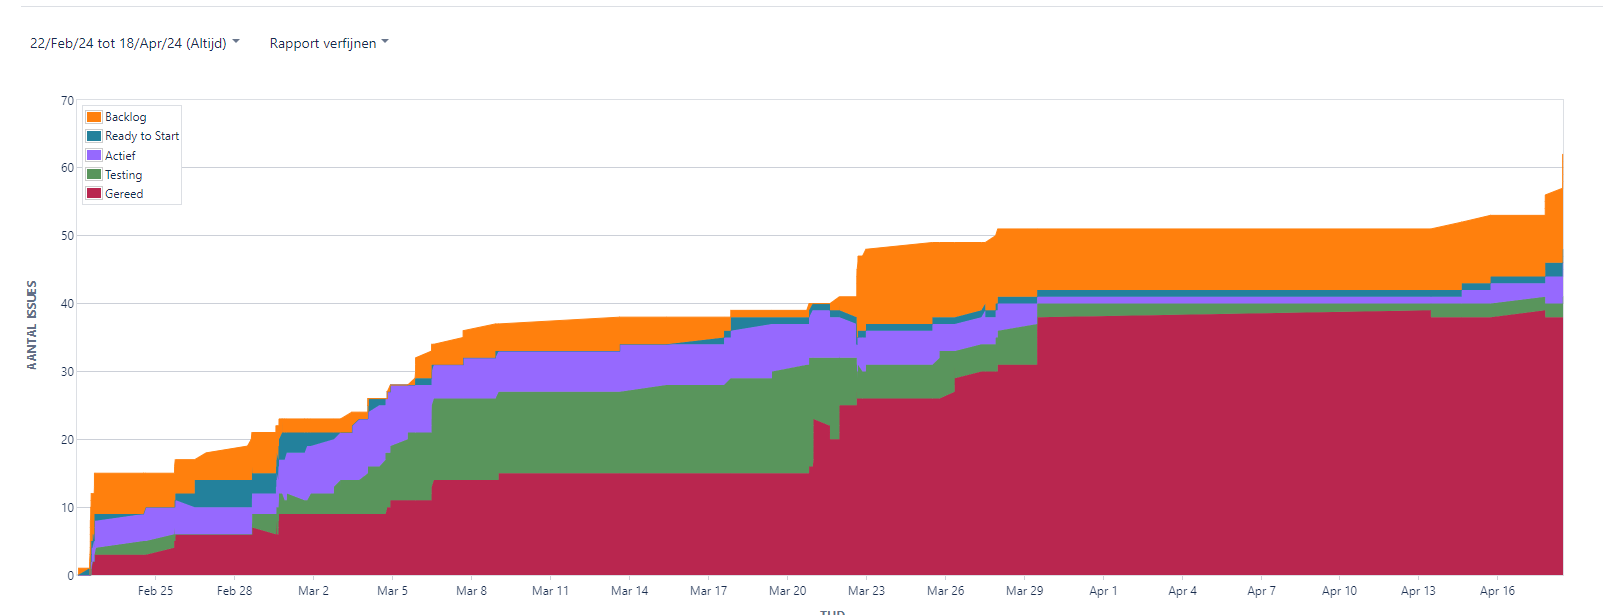 22/Feb/24 tot 18/Apr/24 (Altijd) Rapport verfijnen
70
60
50
40
30
20
10
0
AANTAL ISSUES
Backlog
Ready to Start
Actief
Testing
Gereed
Feb 25 Feb 28 Mar 2 Mar 5 Mar 8 Mar 11 Mar 14 Mar 17 Mar 20 Mar 23 Mar 26 Mar 29 Apr 1 Apr 4 Apr 7 Apr 10 Apr 13 Apr 16
TIJD